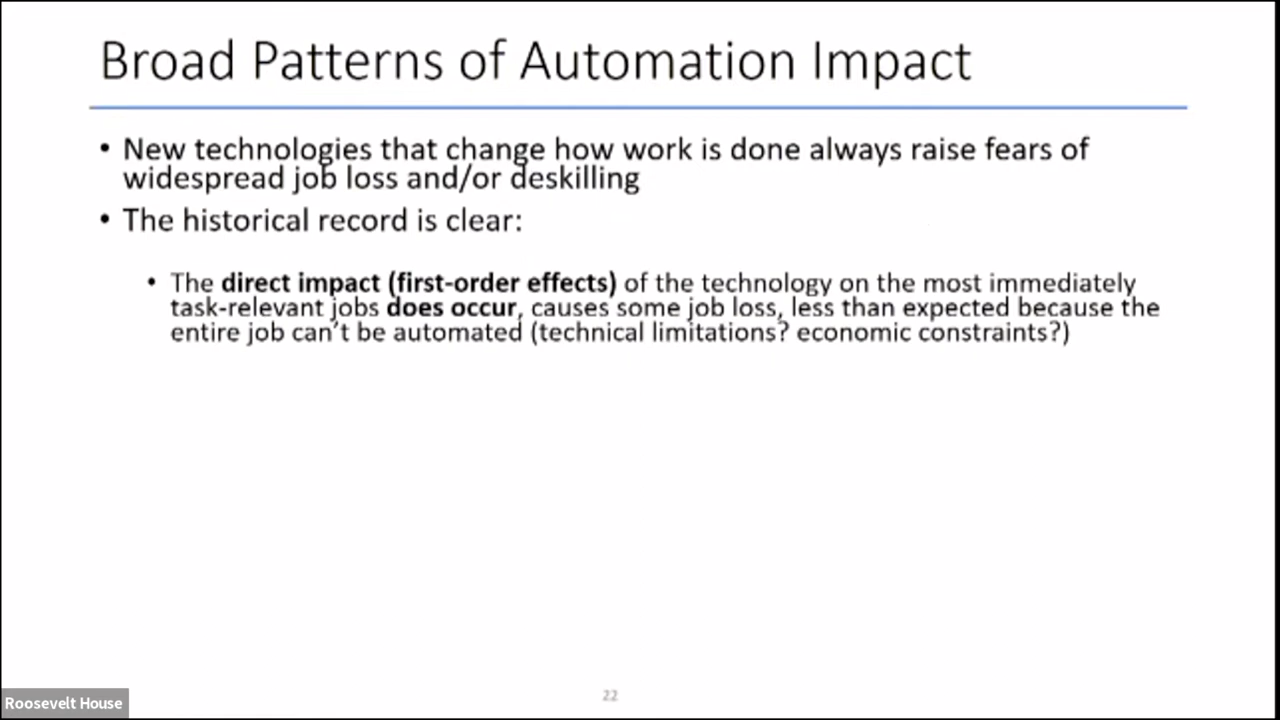 Broad Patterns of Automation Impact
• New technologies that change how work is done always raise fears of
widespread job loss and/or deskilling
• The historical record is clear:
• The direct impact (first-order effects) of the technology on the most immediately
task-relevant jobs does occur, causes some job loss, less than expected because the
entire job can't be automated (technical limitations? economic constraints?)
22
Roosevelt House